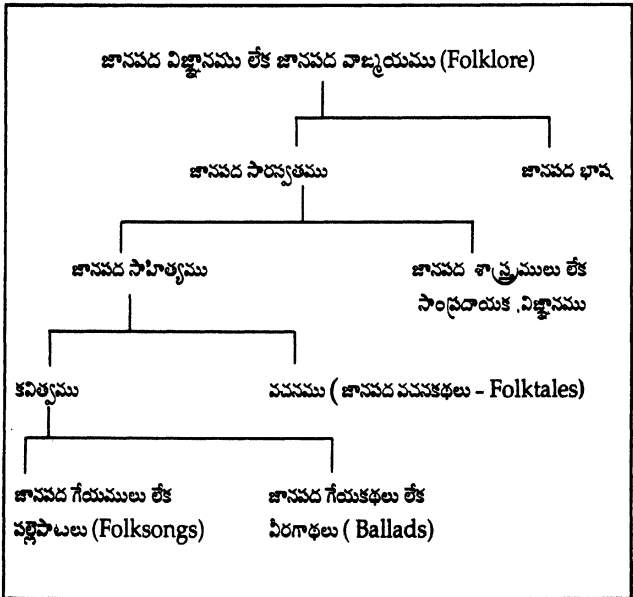 జానపద విజ్ఞానము లేక జానపద వాఙ్మయము (Folklore)
జానపద సారస్వతము
జానపద భాష
జానపద సాహిత్యము
జానపద శాస్త్రములు లేక
సాంప్రదాయక విజ్ఞానము
కవిత్వము
వచనము ( జానపద వచనకథలు – Folktales)
జానపద గేయములు లేక
పల్లెపాటలు (Folksongs)
జానపద గేయకథలు లేక
వీరగాథలు ( Ballads)